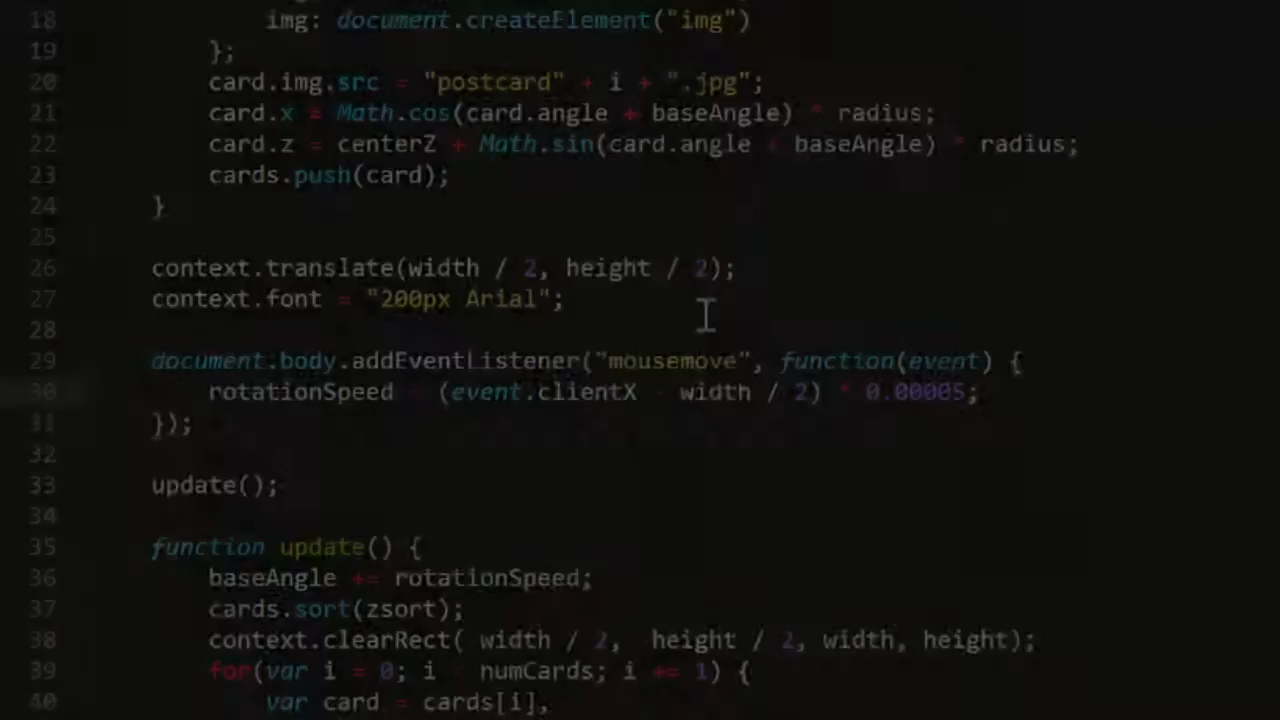 18 img: document.createElement("img")
19 };
20 card.img.src = "postcard" + i + ".jpg";
21 card.x = Math.cos(card.angle + baseAngle) * radius;
22 card.z = centerZ + Math.sin(card.angle + baseAngle) * radius;
23 cards.push(card);
24 }
25
26 context.translate(width / 2, height / 2);
27 context.font = "200px Arial";
28
29 document.body.addEventListener("mousemove", function(event) {
30 rotationSpeed = (event.clientX - width / 2) * 0.00005;
31 });
32
33 update();
34
35 function update() {
36 baseAngle += rotationSpeed;
37 cards.sort(zsort);
38 context.clearRect( width / 2, height / 2, width, height);
39 for(var i = 0; i numCards; i += 1) {
40 var card = cards[i],